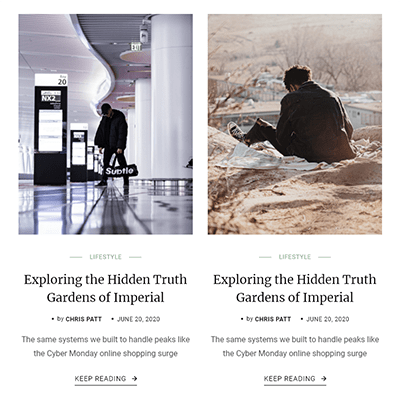 20
NX2
Subtle
LIFESTYLE
Exploring the Hidden Truth
Gardens of Imperial
• by CHRIS PATT • JUNE 20, 2020
The same systems we built to handle peaks like
the Cyber Monday online shopping surge
KEEP READING →
LIFESTYLE
Exploring the Hidden Truth
Gardens of Imperial
• by CHRIS PATT • JUNE 20, 2020
The same systems we built to handle peaks like
the Cyber Monday online shopping surge
KEEP READING →